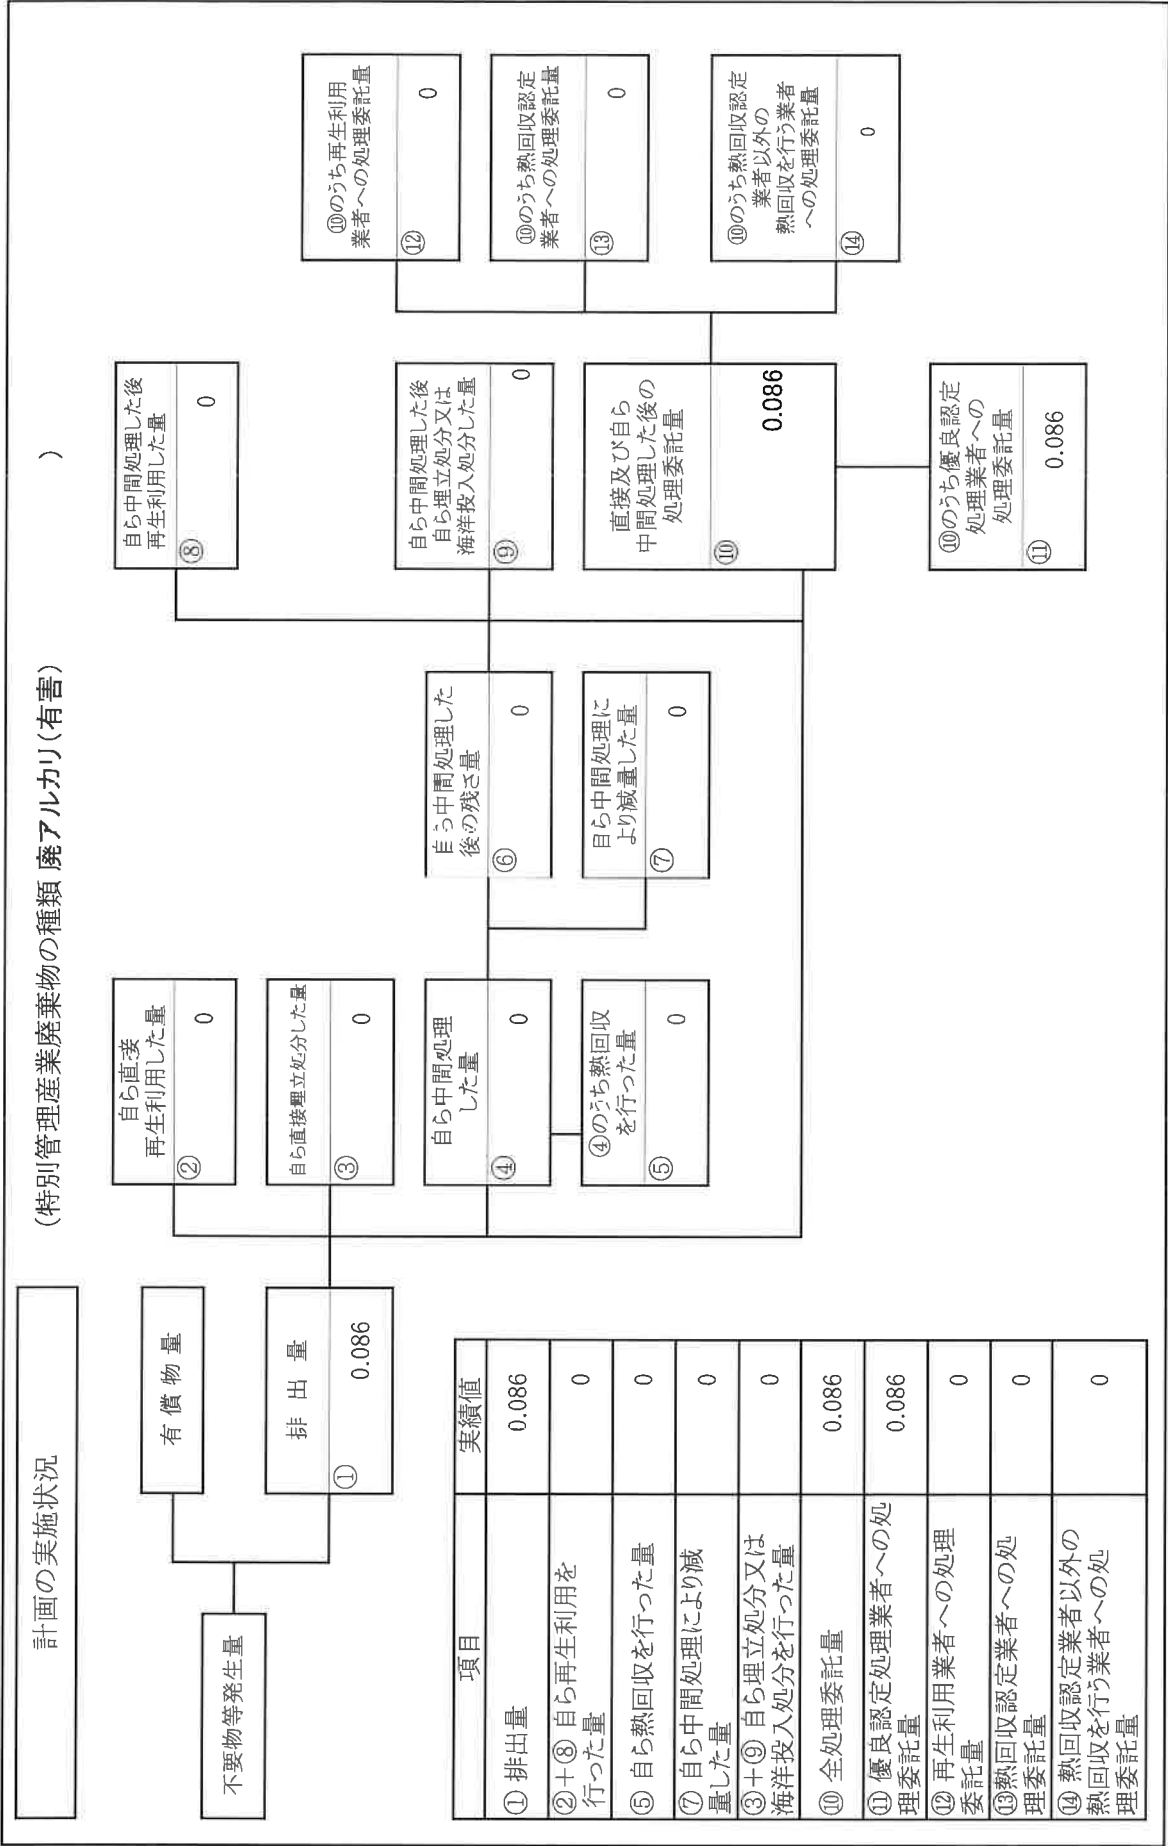 計画の実施状況
（特別管理産業廃棄物の種類 廃アルカリ（有害）　）
不要物等発生量
有償物量
排出量
①
0.086
自ら直接
再生利用した量
②
0
自ら直接埋立処分した量
③
0
自ら中間処理
した量
④
0
④のうち熱回収
を行った量
⑤
0
自ら中間処理した
後の残さ量
⑥
0
自ら中間処理に
より減量した量
⑦
0
自ら中間処理した後
再生利用した量
⑧
0
自ら中間処理した後
自ら埋立処分又は
海洋投入処分した量
⑨
0
直接及び自ら
中間処理した後の
処理委託量
⑩
0.086
⑩のうち優良認定
処理業者への
処理委託量
⑪
0.086
⑩のうち再生利用
業者への処理委託量
⑫
0
⑩のうち熱回収認定
業者への処理委託量
⑬
0
⑩のうち熱回収認定
業者以外の
熱回収を行う業者
への処理委託量
⑭
0
項目 実績値
①排出量 0.086
②+⑧ 自ら再生利用を
行った量 0
⑤ 自ら熱回収を行った量 0
⑦ 自ら中間処理により減
量した量 0
③+⑨ 自ら埋立処分又は
海洋投入処分を行った量 0
⑩ 全処理委託量 0.086
⑪ 優良認定処理業者への処
理委託量 0.086
⑫ 再生利用業者への処理
委託量 0
⑬熱回収認定業者への処
理委託量 0
⑭ 熱回収認定業者以外の
熱回収を行う業者への処
理委託量 0